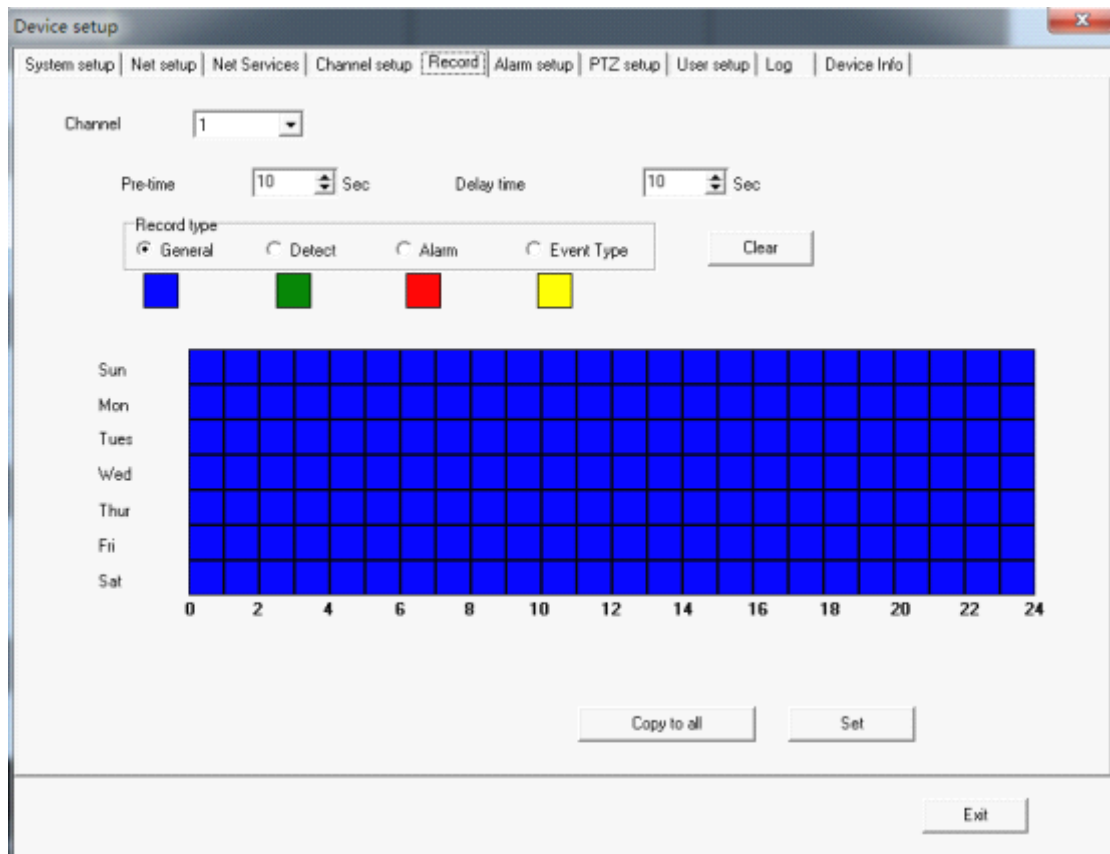 Device setup
System setup Net setup Net Services Channel setup Record Alarm setup PTZ setup User setup Log Device Info
Channel 1
Pre-time 10 Sec Delay time 10 Sec
Record type
General Detect Alarm Event Type Clear
Sun
Mon
Tues
Wed
Thur
Fri
Sat
0 2 4 6 8 10 12 14 16 18 20 22 24
Copy to all Set
Exit